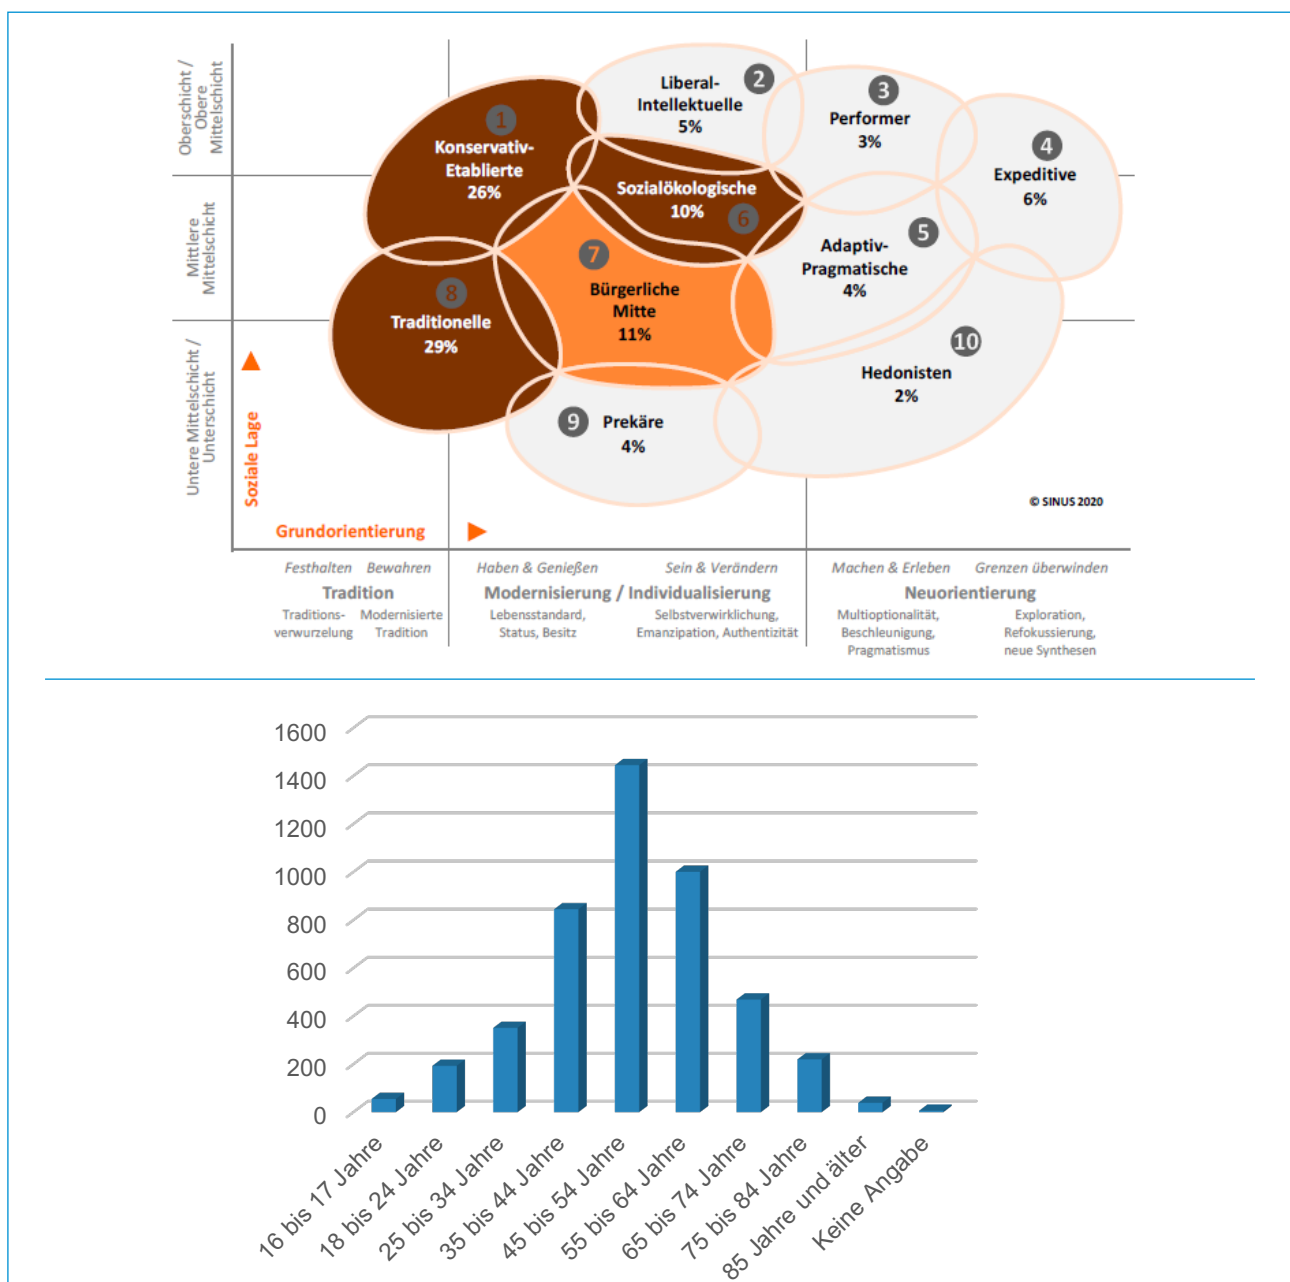 Oberschicht /
Obere
Mittelschicht
Mittlere
Mittelschicht
Untere Mittelschicht /
Unterschicht
Soziale Lage
1
Konservativ-
Etablierte
26%
2
Liberal-
Intellektuelle
5%
3
Performer
3%
4
Expeditive
6%
Sozialökologische
10%
6
5
Adaptiv-
Pragmatische
4%
7
Bürgerliche
Mitte
11%
8
Traditionelle
29%
10
Hedonisten
2%
9
Prekäre
4%
© SINUS 2020
Grundorientierung
Festhalten Bewahren
Tradition
Traditions-
verwurzelung
Modernisierte
Tradition
Haben & Genießen Sein & Verändern
Modernisierung / Individualisierung
Lebensstandard,
Status, Besitz
Selbstverwirklichung,
Emanzipation, Authentizität
Machen & Erleben Grenzen überwinden
Neuorientierung
Multioptionalität,
Beschleunigung,
Pragmatismus
Exploration,
Refokussierung,
neue Synthesen
1600
1400
1200
1000
800
600
400
200
0
16 bis 17 Jahre
18 bis 24 Jahre
25 bis 34 Jahre
35 bis 44 Jahre
45 bis 54 Jahre
55 bis 64 Jahre
65 bis 74 Jahre
75 bis 84 Jahre
85 Jahre und älter
Keine Angabe